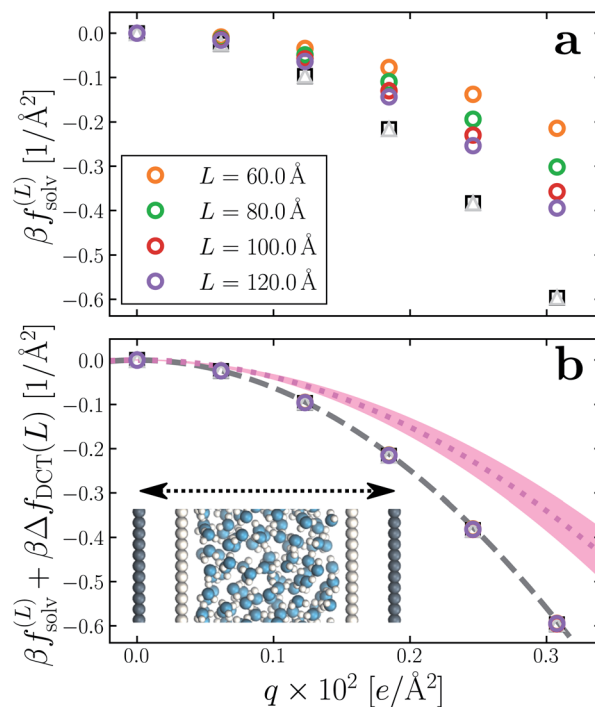 a
0.0
−0.1
−0.2
−0.3
−0.4
−0.5
−0.6
βf_solv^(L) [1/Å²]
L = 60.0 Å
L = 80.0 Å
L = 100.0 Å
L = 120.0 Å
b
0.0
−0.1
−0.2
−0.3
−0.4
−0.5
−0.6
βf_solv^(L) + βΔf_DCT(L) [1/Å²]
0.0 0.1 0.2 0.3
q × 10² [e/Å²]